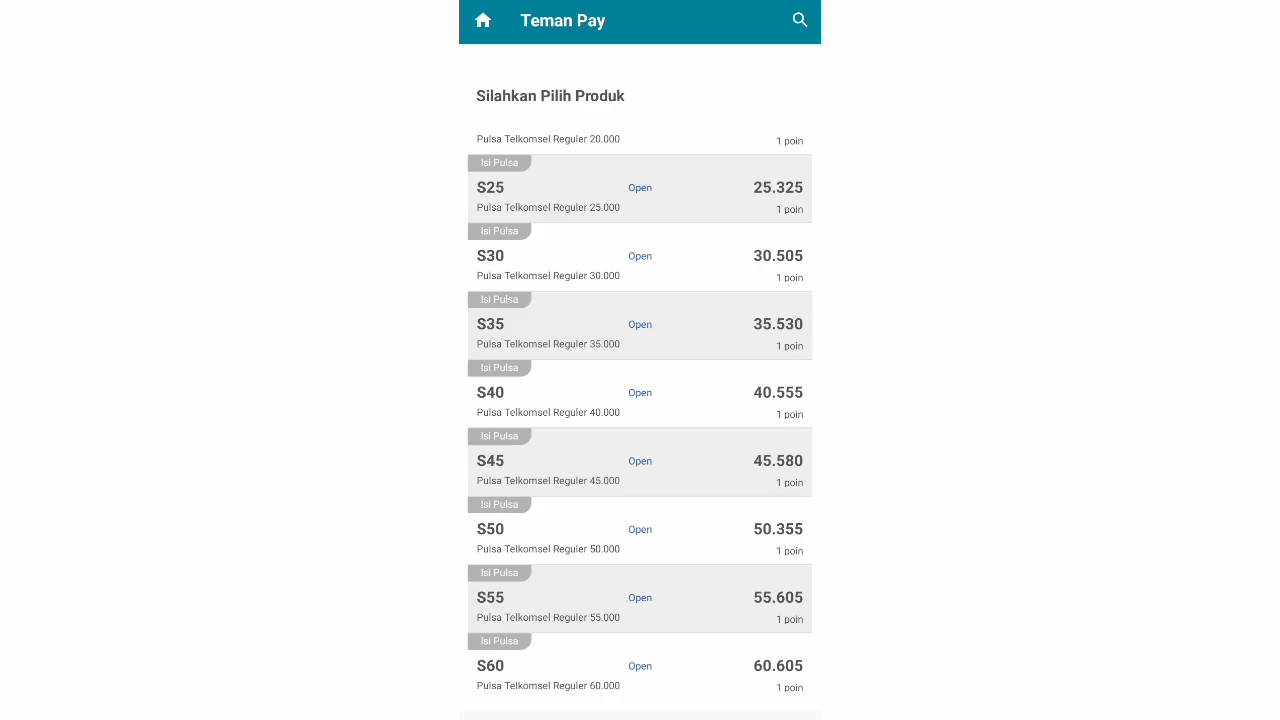 Teman Pay
Silahkan Pilih Produk
Pulsa Telkomsel Reguler 20.000 1 poin
Isi Pulsa
S25 Open 25.325
Pulsa Telkomsel Reguler 25.000 1 poin
Isi Pulsa
S30 Open 30.505
Pulsa Telkomsel Reguler 30.000 1 poin
Isi Pulsa
S35 Open 35.530
Pulsa Telkomsel Reguler 35.000 1 poin
Isi Pulsa
S40 Open 40.555
Pulsa Telkomsel Reguler 40.000 1 poin
Isi Pulsa
S45 Open 45.580
Pulsa Telkomsel Reguler 45.000 1 poin
Isi Pulsa
S50 Open 50.355
Pulsa Telkomsel Reguler 50.000 1 poin
Isi Pulsa
S55 Open 55.605
Pulsa Telkomsel Reguler 55.000 1 poin
Isi Pulsa
S60 Open 60.605
Pulsa Telkomsel Reguler 60.000 1 poin